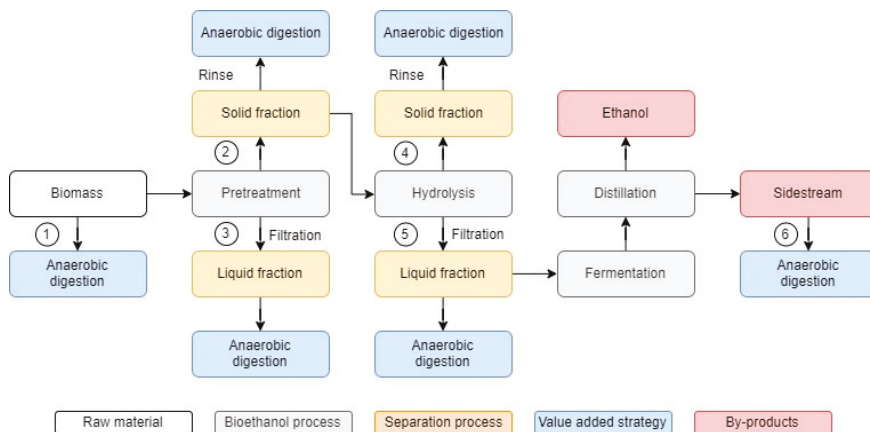 Anaerobic digestion
Anaerobic digestion
Rinse
Rinse
Solid fraction
Solid fraction
Ethanol
2
4
Biomass
Pretreatment
Hydrolysis
Distillation
Sidestream
1
3
Filtration
5
Filtration
6
Anaerobic
digestion
Liquid fraction
Liquid fraction
Fermentation
Anaerobic
digestion
Anaerobic
digestion
Anaerobic
digestion
Raw material
Bioethanol process
Separation process
Value added strategy
By-products